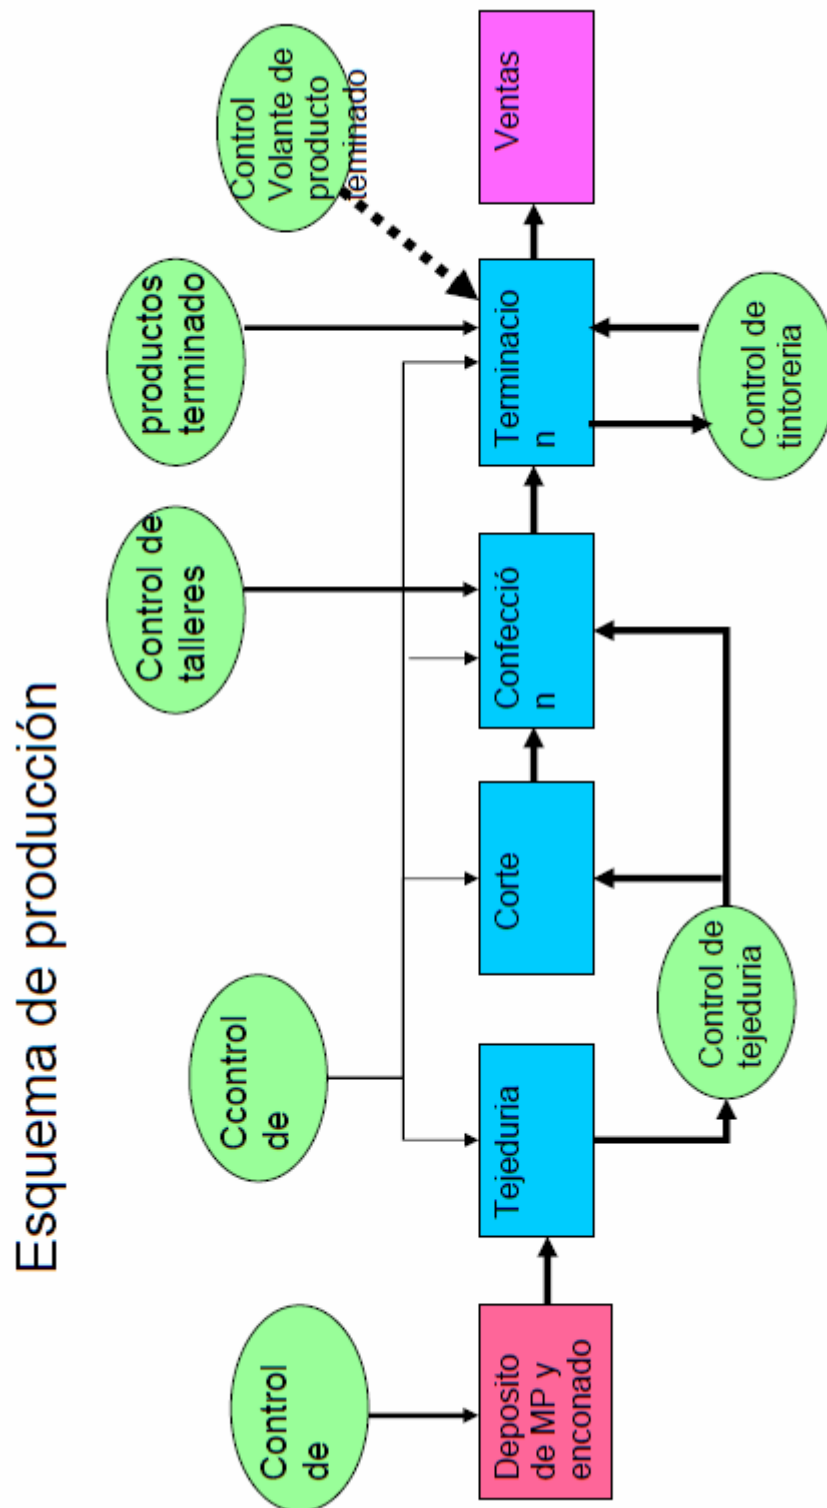 Esquema de producción
Control
de
Ccontrol
de
Control de
talleres
productos
terminado
Control
Volante de
producto
teminado
Deposito
de MP y
enconado
Tejeduria
Corte
Confecció
n
Terminacio
n
Ventas
Control de
tejeduria
Control de
tintoreria